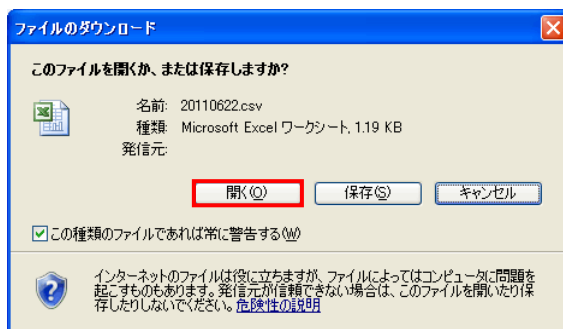 ファイルのダウンロード
このファイルを開くか、または保存しますか?
名前: 20110622.csv
種類: Microsoft Excel ワークシート, 1.19 KB
発信元:
開く(O) 保存(S) キャンセル
この種類のファイルであれば常に警告する(W)
インターネットのファイルは役に立ちますが、ファイルによってはコンピュータに問題を
起こすものもあります。発信元が信頼できない場合は、このファイルを開いたり保
存したりしないでください。危険性の説明